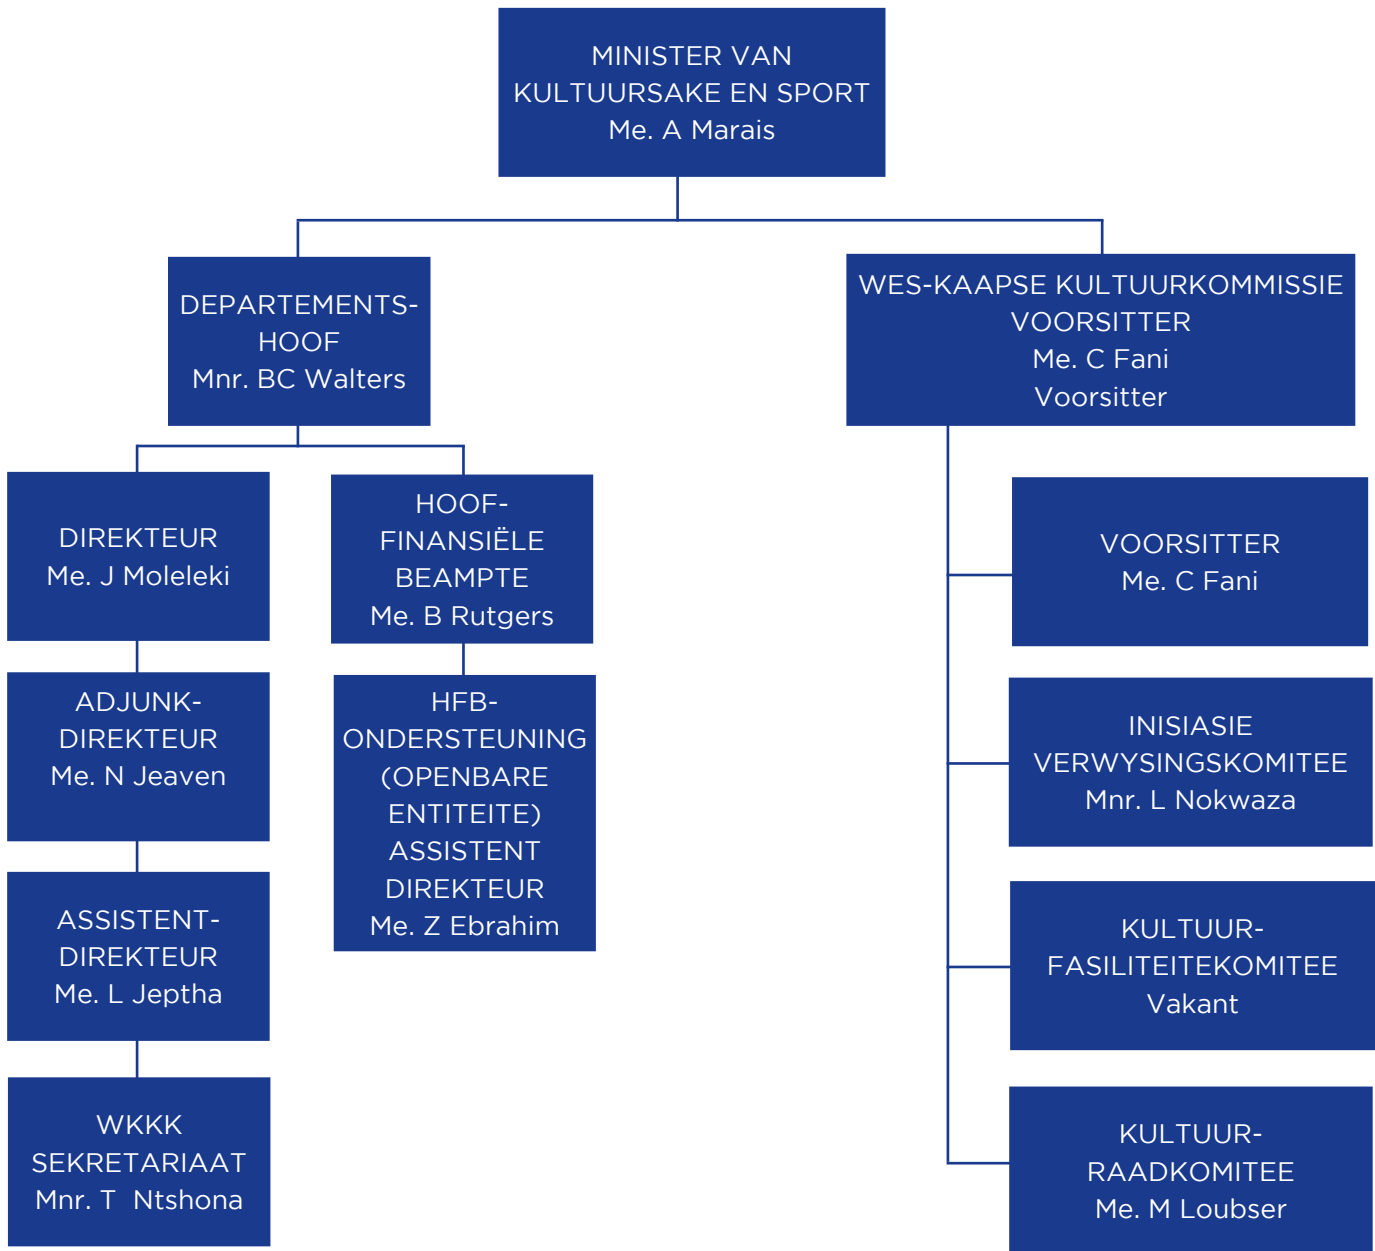 MINISTER VAN
KULTUURSAKE EN SPORT
Me. A Marais
DEPARTEMENTS-
HOOF
Mnr. BC Walters
WES-KAAPSE KULTUURKOMMISSIE
VOORSITTER
Me. C Fani
Voorsitter
DIREKTEUR
Me. J Moleleki
HOOF-
FINANSIËLE
BEAMPTE
Me. B Rutgers
VOORSITTER
Me. C Fani
ADJUNK-
DIREKTEUR
Me. N Jeaven
HFB-
ONDERSTEUNING
(OPENBARE
ENTITEITE)
ASSISTENT
DIREKTEUR
Me. Z Ebrahim
INISIASIE
VERWYSINGSKOMITEE
Mnr. L Nokwaza
ASSISTENT-
DIREKTEUR
Me. L Jeptha
KULTUUR-
FASILITEITEKOMITEE
Vakant
WKKK
SEKRETARIAAT
Mnr. T  Ntshona
KULTUUR-
RAADKOMITEE
Me. M Loubser